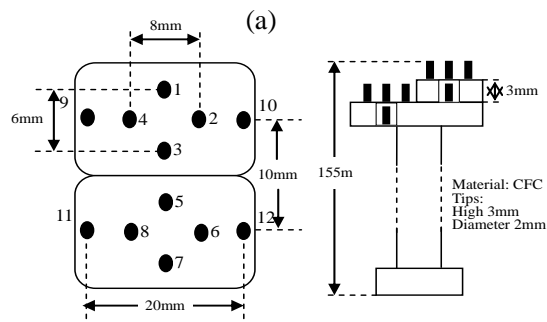 (a)
8mm
9
1
10
3mm
6mm
4
2
3
10mm
155m
Material: CFC
Tips:
High 3mm
Diameter 2mm
11
5
12
8
6
7
20mm